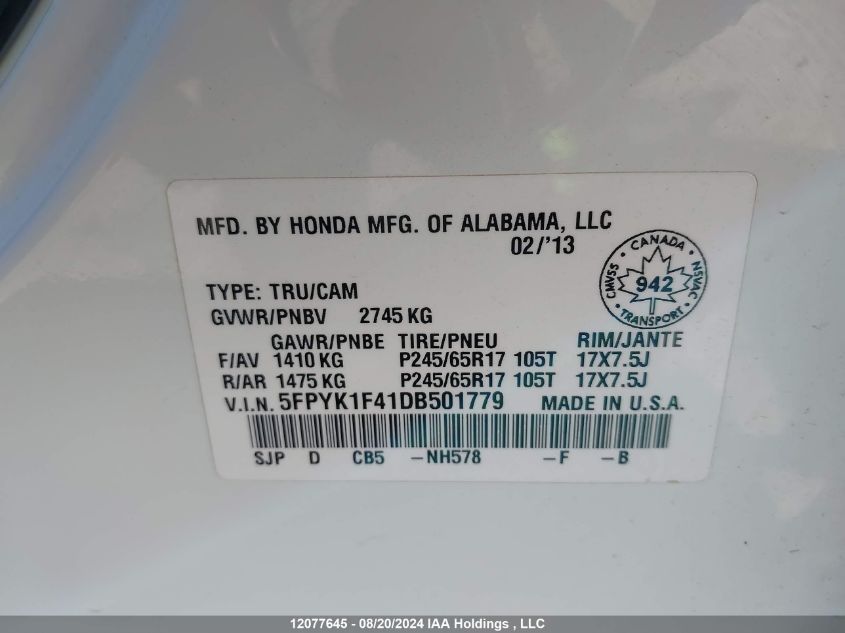 MFD. BY HONDA MFG. OF ALABAMA, LLC
02/'13
CANADA
CMVSS
942
NSVAC
TRANSPORT
TYPE: TRU/CAM
GVWR/PNBV 2745 KG
GAWR/PNBE TIRE/PNEU RIM/JANTE
F/AV 1410 KG P245/65R17 105T 17X7.5J
R/AR 1475 KG P245/65R17 105T 17X7.5J
V.I.N. 5FPYK1F41DB501779 MADE IN U.S.A.
SJP D CB5 -NH578 -F -B
12077645 - 08/20/2024 IAA Holdings , LLC